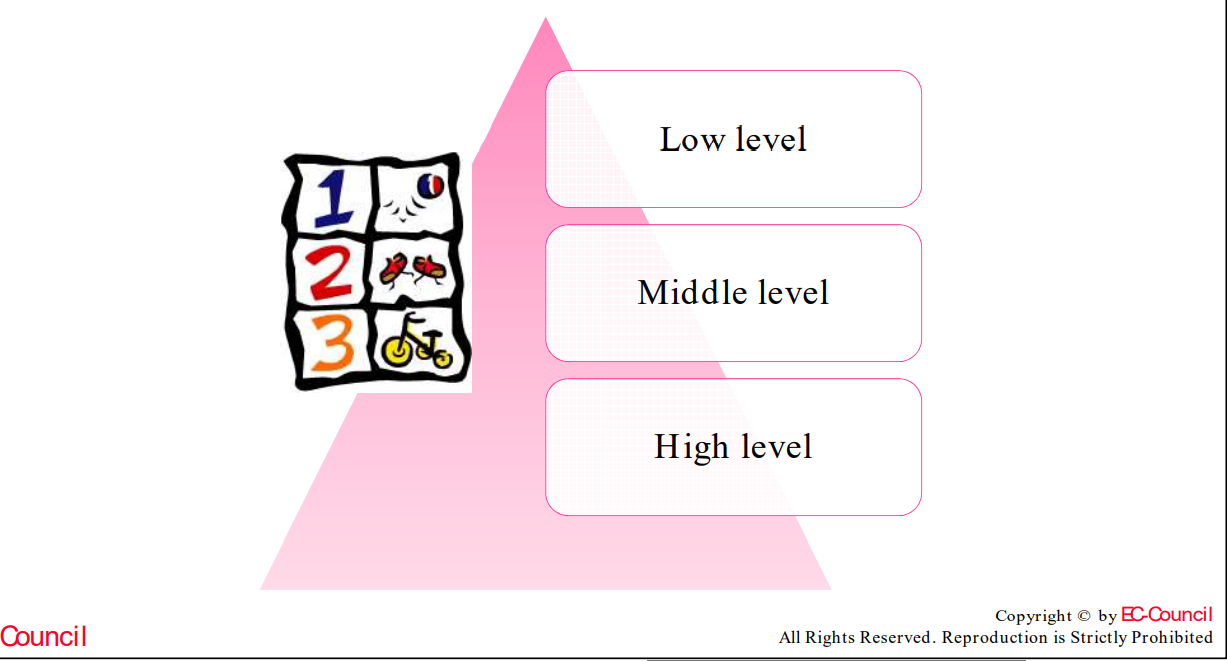 1
2
3
Low level
Middle level
High level
Copyright © by EC-Council
Council
All Rights Reserved. Reproduction is Strictly Prohibited